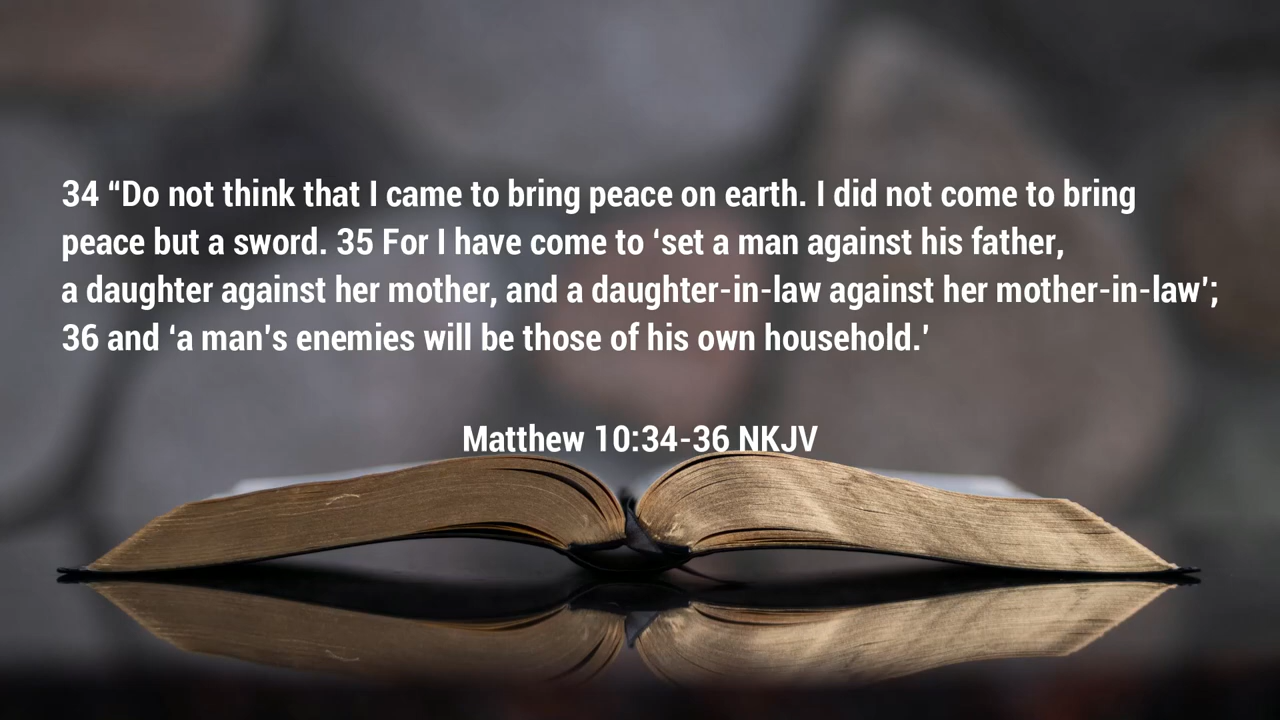 34 “Do not think that I came to bring peace on earth. I did not come to bring
peace but a sword. 35 For I have come to ‘set a man against his father,
a daughter against her mother, and a daughter-in-law against her mother-in-law’;
36 and ‘a man’s enemies will be those of his own household.’
Matthew 10:34-36 NKJV